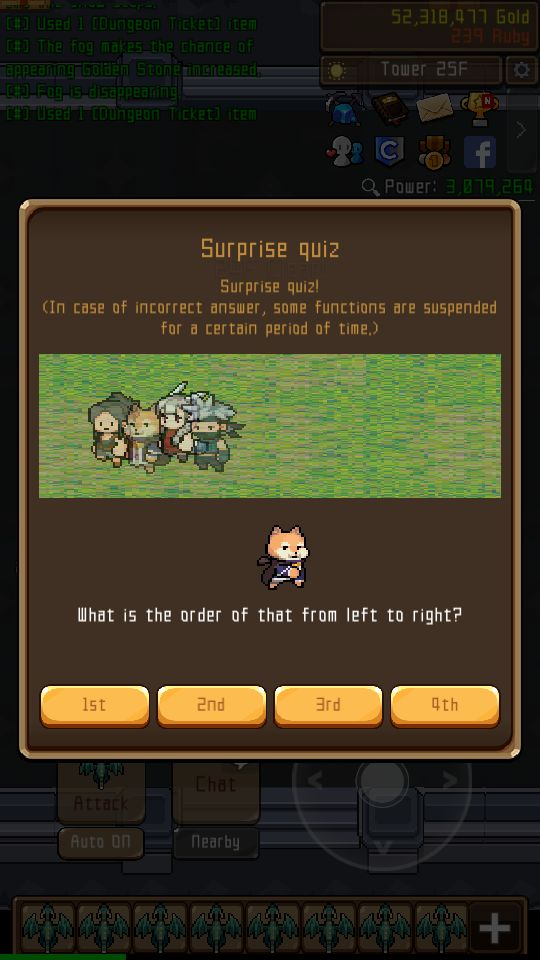 [#] Used 1 [Dungeon Ticket] item
[#] The fog makes the chance of
appearing Golden Stone increased.
[#] Fog is disappearing.
[#] Used 1 [Dungeon Ticket] item
52,318,477 Gold
239 Ruby
Tower 25F
N
C
1
f
Power: 3,079,264
Surprise quiz
Surprise quiz!
(In case of incorrect answer, some functions are suspended
for a certain period of time.)
What is the order of that from left to right?
1st
2nd
3rd
4th
Attack
Chat
Auto ON
Nearby